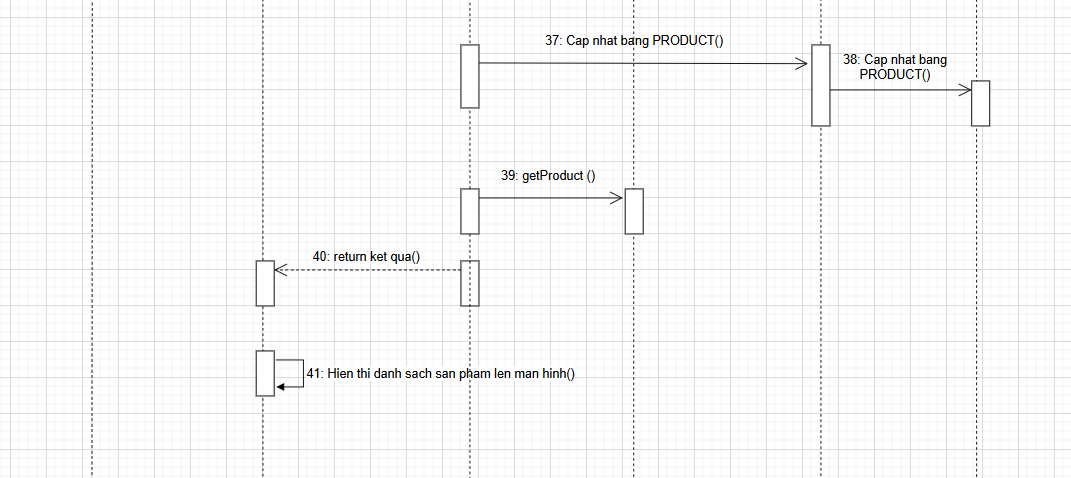 37: Cap nhat bang PRODUCT()
38: Cap nhat bang
PRODUCT()
39: getProduct ()
40: return ket qua()
41: Hien thi danh sach san pham len man hinh()